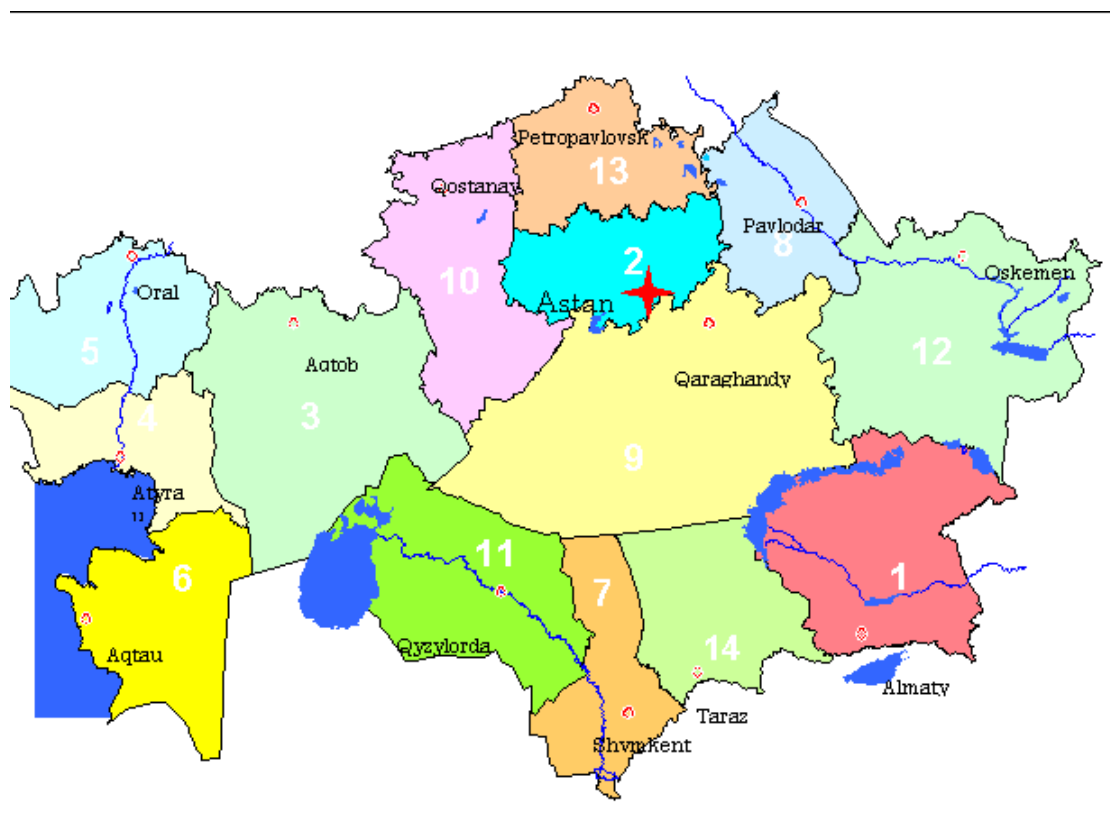 Petropavlovsk
13
Qostanay
Pavlodar
8
2
Oskemen
10
Oral
Astan
5
12
Aqtob
Qaraghandy
4
3
9
Atyra
u
11
6
7
1
Qyzylorda
14
Aqtau
Almaty
Taraz
Shymkent